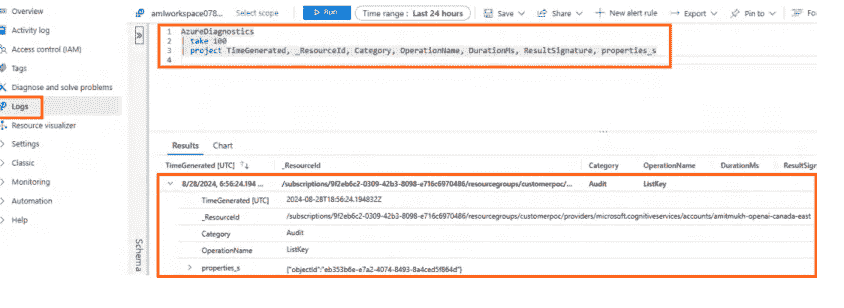 Overview
Activity log
Access control (IAM)
Tags
Diagnose and solve problems
Logs
Resource visualizer
Settings
Classic
Monitoring
Automation
Help
amlworkspace078...
Select scope
Run
Time range : Last 24 hours
Save
Share
New alert rule
Export
Pin to
1 AzureDiagnostics
2 | take 100
3 | project TimeGenerated, _ResourceId, Category, OperationName, DurationMs, ResultSignature, properties_s
4
Results Chart
TimeGenerated [UTC] _ResourceId Category OperationName DurationMs ResultSign
8/28/2024, 6:56:24.194 ... /subscriptions/9f2eb6c2-0309-42b3-8098-e716c6970486/resourcegroups/customerpoc/... Audit ListKey
TimeGenerated [UTC] 2024-08-28T18:56:24.194832Z
_ResourceId /subscriptions/9f2eb6c2-0309-42b3-8098-e716c6970486/resourcegroups/customerpoc/providers/microsoft.cognitiveservices/accounts/amitmukh-openai-canada-east
Category Audit
OperationName ListKey
properties_s {"objectId":"eb353b6e-e7a2-4074-8493-8a4ced5f864d"}
Schema